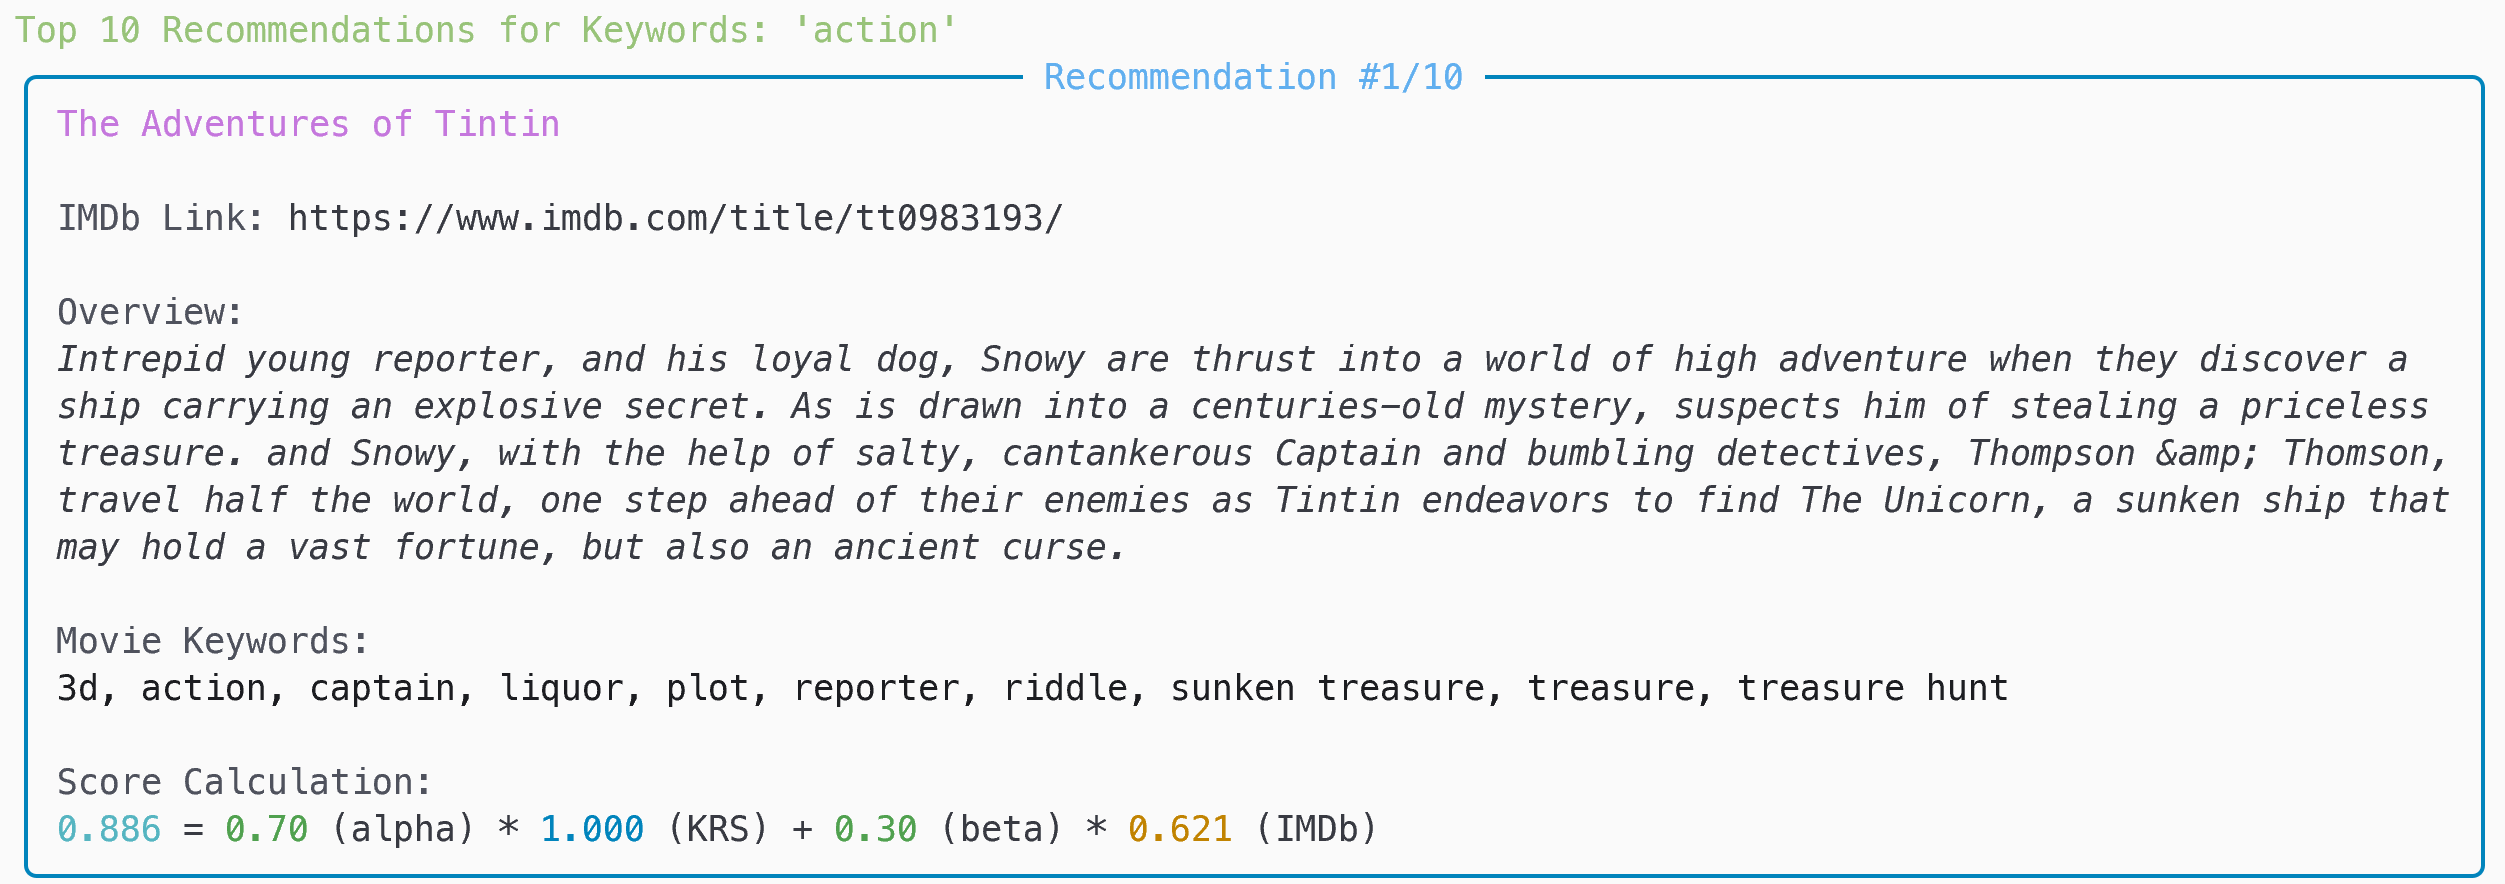 Top 10 Recommendations for Keywords: 'action'
Recommendation #1/10
The Adventures of Tintin
IMDb Link: https://www.imdb.com/title/tt0983193/
Overview:
Intrepid young reporter, and his loyal dog, Snowy are thrust into a world of high adventure when they discover a
ship carrying an explosive secret. As is drawn into a centuries-old mystery, suspects him of stealing a priceless
treasure. and Snowy, with the help of salty, cantankerous Captain and bumbling detectives, Thompson &amp; Thomson,
travel half the world, one step ahead of their enemies as Tintin endeavors to find The Unicorn, a sunken ship that
may hold a vast fortune, but also an ancient curse.
Movie Keywords:
3d, action, captain, liquor, plot, reporter, riddle, sunken treasure, treasure, treasure hunt
Score Calculation:
0.886 = 0.70 (alpha) * 1.000 (KRS) + 0.30 (beta) * 0.621 (IMDb)